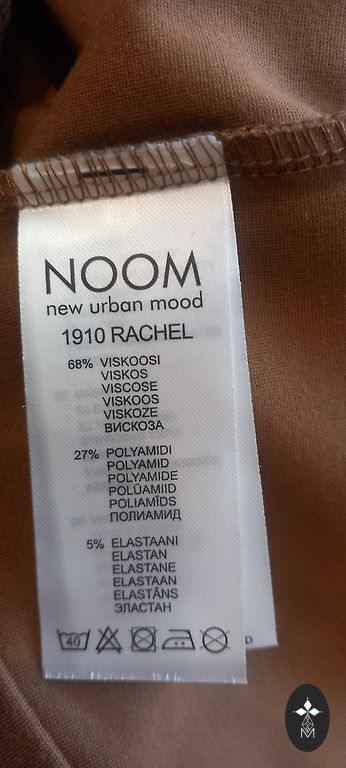 NOOM
new urban mood
1910 RACHEL
68% VISKOOSI
VISKOS
VISCOSE
VISKOOS
VISKOZE
ВИСКОЗА
27% POLYAMIDI
POLYAMID
POLYAMIDE
POLÜAMIID
POLIAMĪDS
ПОЛИАМИД
5% ELASTAANI
ELASTAN
ELASTANE
ELASTAAN
ELASTĀNS
ЭЛАСТАН
40
D
M